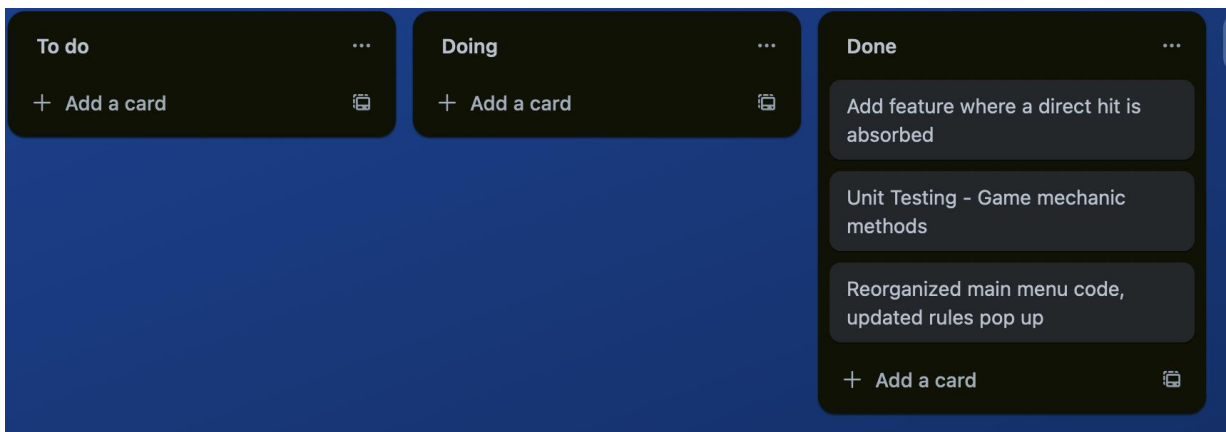 To do
+ Add a card
Doing
+ Add a card
Done
Add feature where a direct hit is
absorbed
Unit Testing - Game mechanic
methods
Reorganized main menu code,
updated rules pop up
+ Add a card